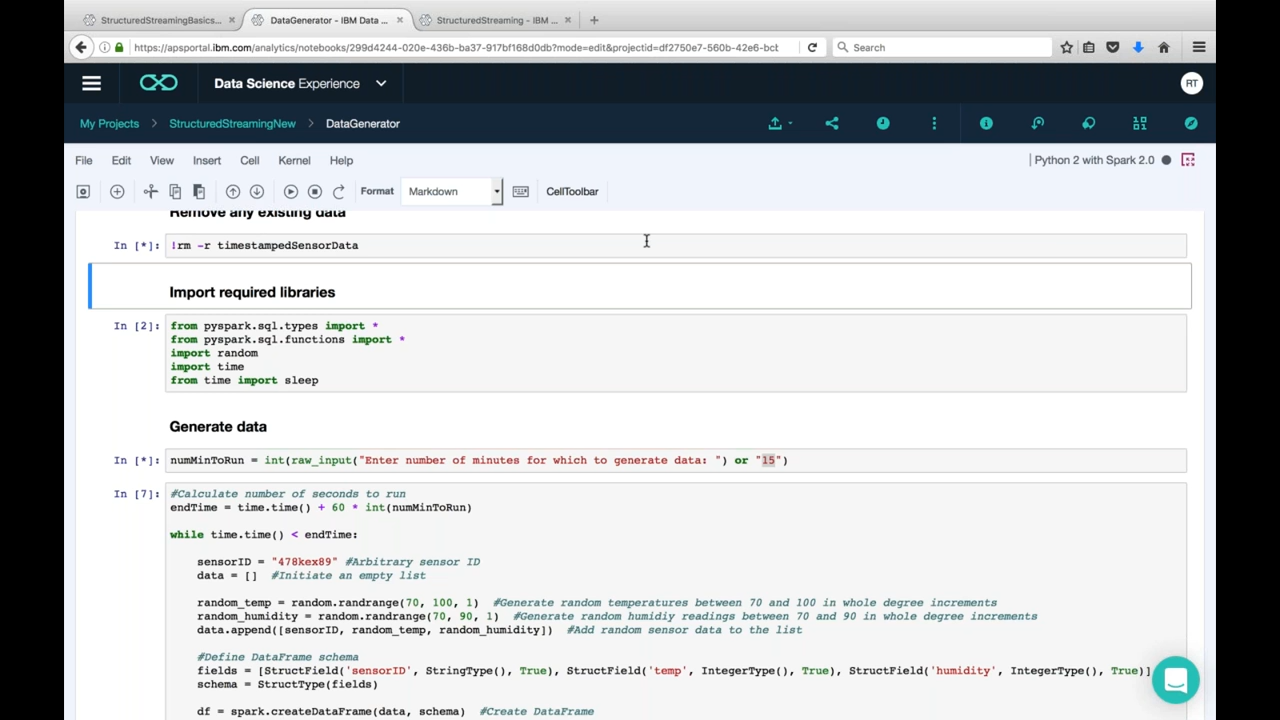 StructuredStreamingBasics...
DataGenerator - IBM Data ...
StructuredStreaming - IBM ...
https://apsportal.ibm.com/analytics/notebooks/299d4244-020e-436b-ba37-917bf168d0db?mode=edit&projectid=df2750e7-560b-42e6-bcb
Search
Data Science Experience
RT
My Projects > StructuredStreamingNew > DataGenerator
File Edit View Insert Cell Kernel Help
Python 2 with Spark 2.0
Format Markdown CellToolbar
Remove any existing data
In [*]: !rm -r timestampedSensorData
Import required libraries
In [2]: from pyspark.sql.types import *
from pyspark.sql.functions import *
import random
import time
from time import sleep
Generate data
In [*]: numMinToRun = int(raw_input("Enter number of minutes for which to generate data: ") or "15")
In [7]: #Calculate number of seconds to run
endTime = time.time() + 60 * int(numMinToRun)
while time.time() < endTime:
sensorID = "478kex89" #Arbitrary sensor ID
data = [] #Initiate an empty list
random_temp = random.randrange(70, 100, 1) #Generate random temperatures between 70 and 100 in whole degree increments
random_humidity = random.randrange(70, 90, 1) #Generate random humidiy readings between 70 and 90 in whole degree increments
data.append([sensorID, random_temp, random_humidity]) #Add random sensor data to the list
#Define DataFrame schema
fields = [StructField('sensorID', StringType(), True), StructField('temp', IntegerType(), True), StructField('humidity', IntegerType(), True)]
schema = StructType(fields)
df = spark.createDataFrame(data, schema) #Create DataFrame